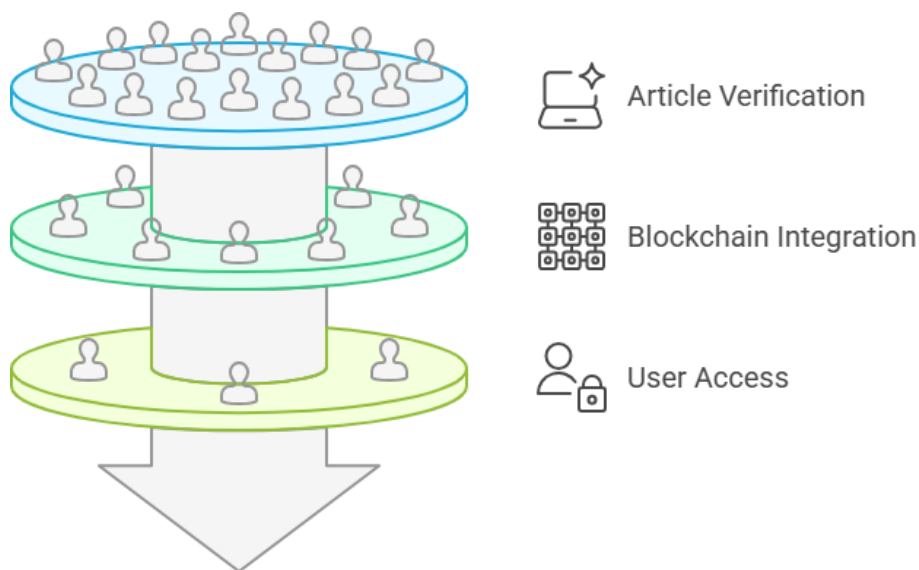 Article Verification
Blockchain Integration
User Access